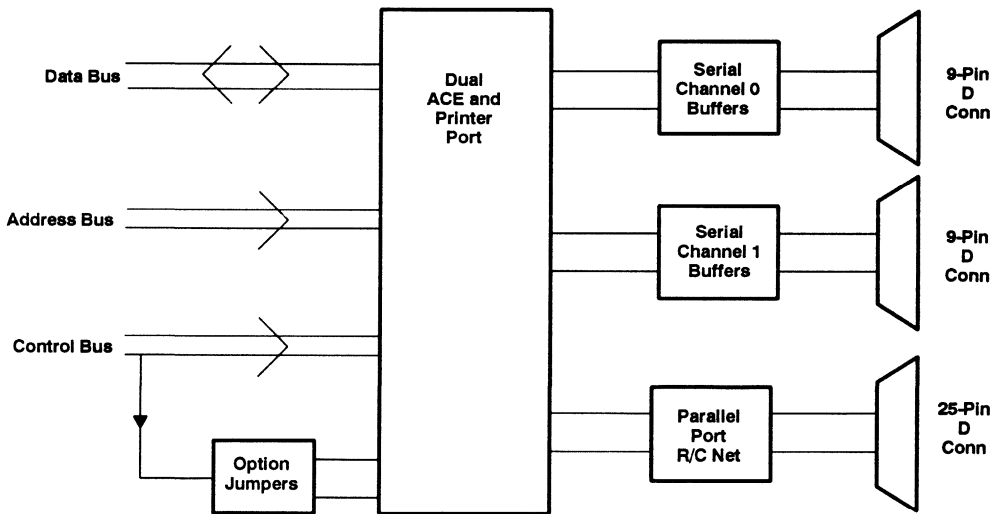 Data Bus
Address Bus
Control Bus
Option
Jumpers
Dual
ACE and
Printer
Port
Serial
Channel 0
Buffers
9-Pin
D
Conn
Serial
Channel 1
Buffers
9-Pin
D
Conn
Parallel
Port
R/C Net
25-Pin
D
Conn